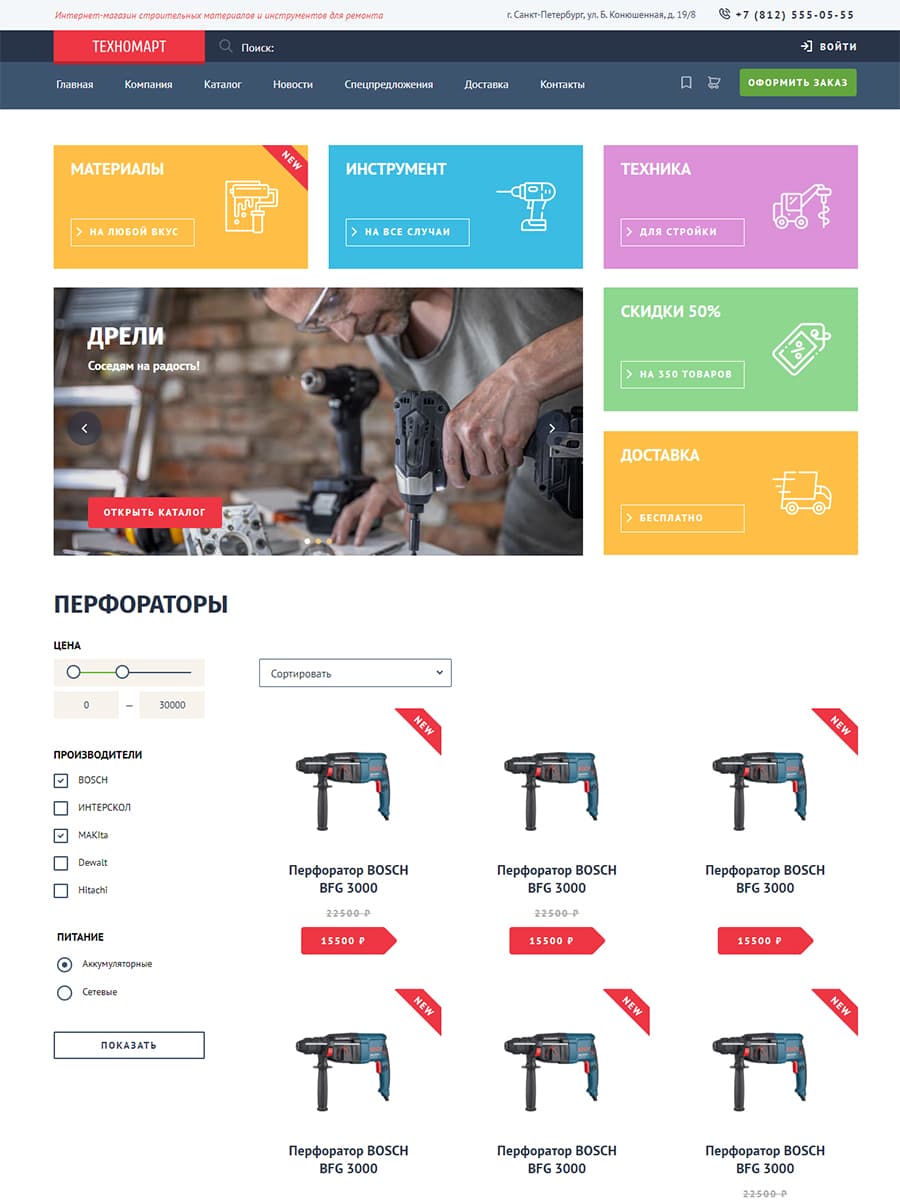 Интернет-магазин строительных материалов и инструментов для ремонта
г. Санкт-Петербург, ул. Б. Конюшенная, д. 19/8
+7 (812) 555-05-55
ТЕХНОМАРТ
Поиск:
ВОЙТИ
Главная
Компания
Каталог
Новости
Спецпредложения
Доставка
Контакты
ОФОРМИТЬ ЗАКАЗ
МАТЕРИАЛЫ
NEW
НА ЛЮБОЙ ВКУС
ИНСТРУМЕНТ
НА ВСЕ СЛУЧАИ
ТЕХНИКА
ДЛЯ СТРОЙКИ
ДРЕЛИ
Соседям на радость!
ОТКРЫТЬ КАТАЛОГ
СКИДКИ 50%
НА 350 ТОВАРОВ
ДОСТАВКА
БЕСПЛАТНО
ПЕРФОРАТОРЫ
ЦЕНА
0 — 30000
ПРОИЗВОДИТЕЛИ
BOSCH
ИНТЕРСКОЛ
MAKIta
Dewalt
Hitachi
ПИТАНИЕ
Аккумуляторные
Сетевые
ПОКАЗАТЬ
Сортировать
NEW
Перфоратор BOSCH
BFG 3000
22500 ₽
15500 ₽
Перфоратор BOSCH
BFG 3000
22500 ₽
15500 ₽
NEW
Перфоратор BOSCH
BFG 3000
15500 ₽
NEW
Перфоратор BOSCH
BFG 3000
NEW
Перфоратор BOSCH
BFG 3000
NEW
Перфоратор BOSCH
BFG 3000
22500 ₽